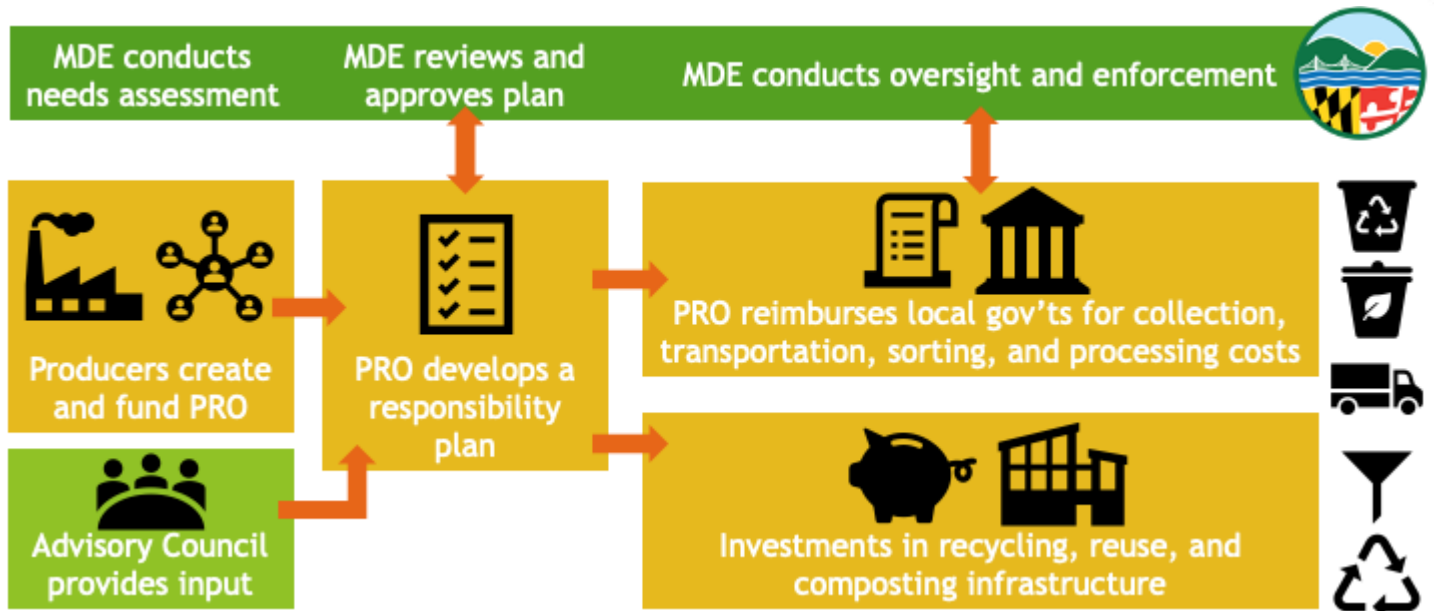 MDE conducts
needs assessment
MDE reviews and
approves plan
MDE conducts oversight and enforcement
Producers create
and fund PRO
PRO develops a
responsibility
plan
PRO reimburses local gov'ts for collection,
transportation, sorting, and processing costs
Advisory Council
provides input
Investments in recycling, reuse, and
composting infrastructure